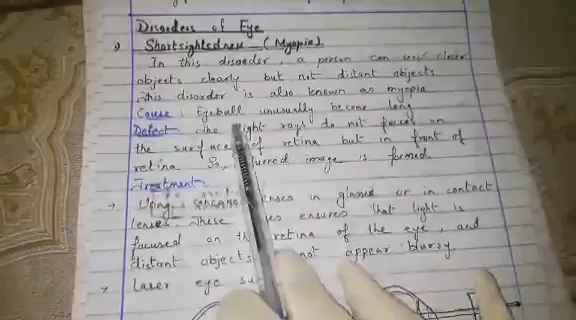 Disorders of Eye
Shortsightedness (Myopia)
In this disorder, a person can see closer
objects clearly but not distant objects
This disorder is also known as myopia
Cause: Eyeball unusually become long
Defect. The light rays do not focus on
the surface of retina but in front of
retina So, blurred image is formed
Treatment
Using lenses in glasses or in contact
lenses. These ensures that light is
focused on the retina of the eye, and
distant objects not appear blurry
Laser eye